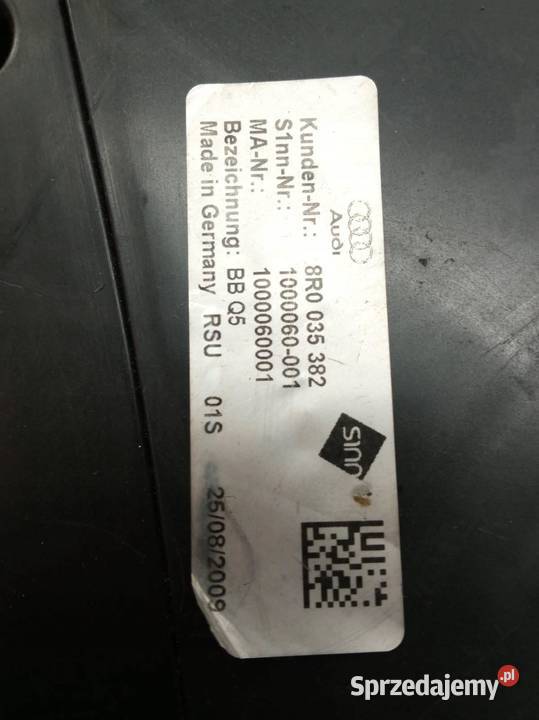 Audi
Kunden-Nr.: 8R0 035 382
S1nn-Nr.: 1000060-001
MA-Nr.: 1000060001
Bezeichnung: BB Q5
Made in Germany RSU 01S 25/08/2009
s1nn
Sprzedajemy.pl